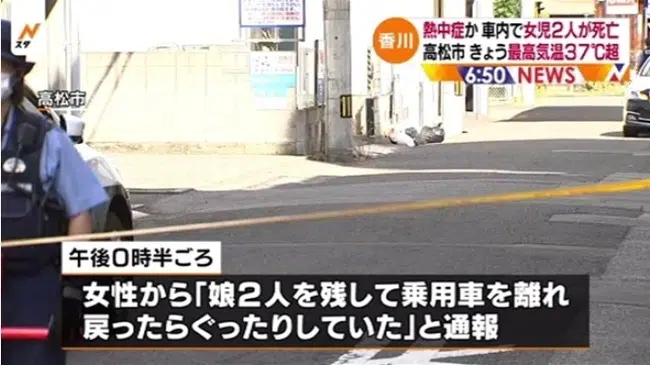 Nスタ
香川
熱中症か 車内で女児2人が死亡
高松市 きょう最高気温37℃超
6:50 NEWS
高松市
午後0時半ごろ
女性から「娘2人を残して乗用車を離れ
戻ったらぐったりしていた」と通報